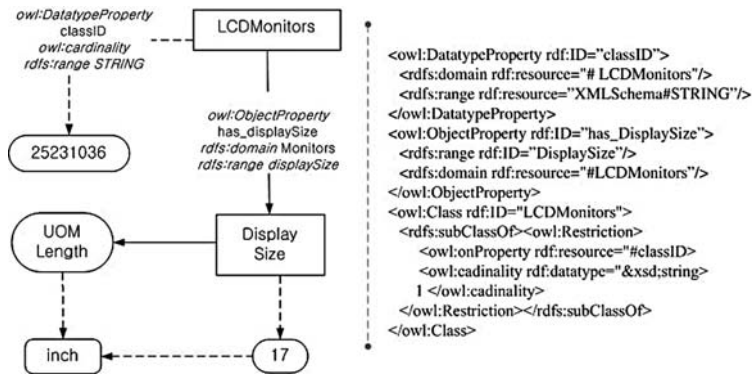 owl:DatatypeProperty
classID
owl:cardinality
rdfs:range STRING
LCDMonitors
owl:ObjectProperty
has_displaySize
rdfs:domain Monitors
rdfs:range displaySize
25231036
UOM
Length
Display
Size
inch
17
<owl:DatatypeProperty rdf:ID="classID">
<rdfs:domain rdf:resource="# LCDMonitors"/>
<rdfs:range rdf:resource="XMLSchema#STRING"/>
</owl:DatatypeProperty>
<owl:ObjectProperty rdf:ID="has_DisplaySize">
<rdfs:range rdf:ID="DisplaySize"/>
<rdfs:domain rdf:resource="#LCDMonitors"/>
</owl:ObjectProperty>
<owl:Class rdf:ID="LCDMonitors">
<rdfs:subClassOf><owl:Restriction>
<owl:onProperty rdf:resource="#classID>
<owl:cadinality rdf:datatype="&xsd;string>
1 </owl:cadinality>
</owl:Restriction></rdfs:subClassOf>
</owl:Class>